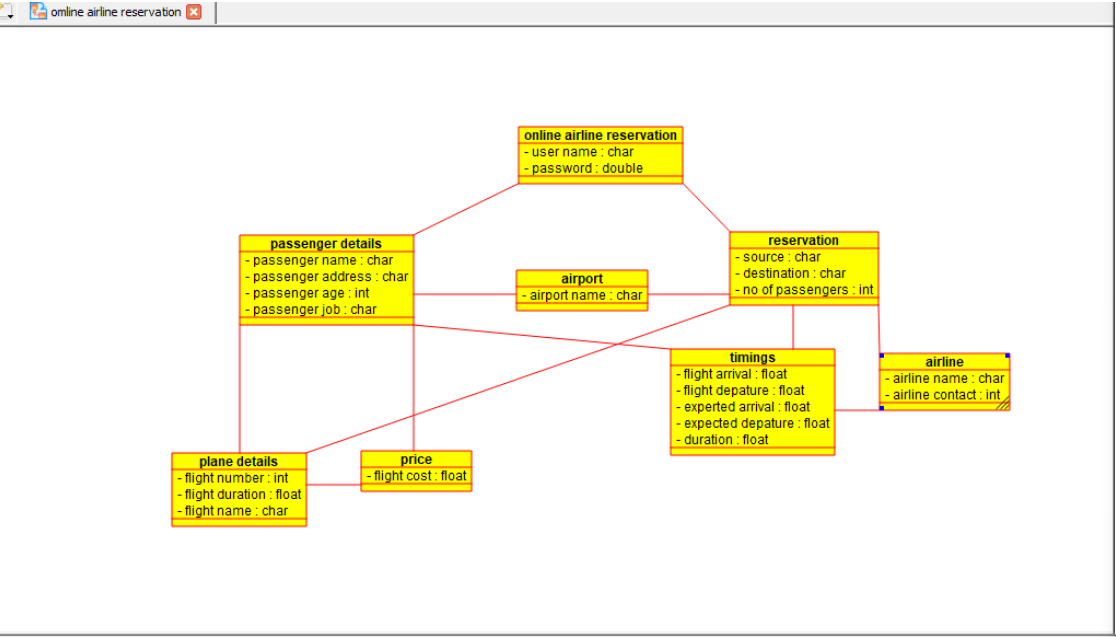 omline airline reservation
online airline reservation
- user name : char
- password : double
passenger details
- passenger name : char
- passenger address : char
- passenger age : int
- passenger job : char
airport
- airport name : char
reservation
- source : char
- destination : char
- no of passengers : int
timings
- flight arrival : float
- flight depature : float
- experted arrival : float
- expected depature : float
- duration : float
airline
- airline name : char
- airline contact : int
plane details
- flight number : int
- flight duration : float
- flight name : char
price
- flight cost : float